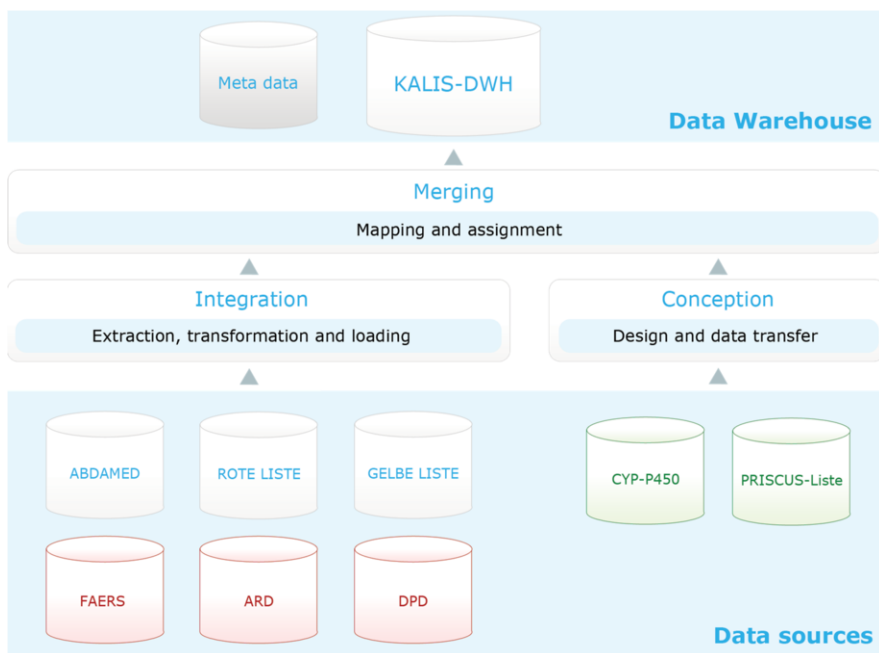 Meta data
KALIS-DWH
Data Warehouse
Merging
Mapping and assignment
Integration
Extraction, transformation and loading
Conception
Design and data transfer
ABDAMED
ROTE LISTE
GELBE LISTE
CYP-P450
PRISCUS-Liste
FAERS
ARD
DPD
Data sources